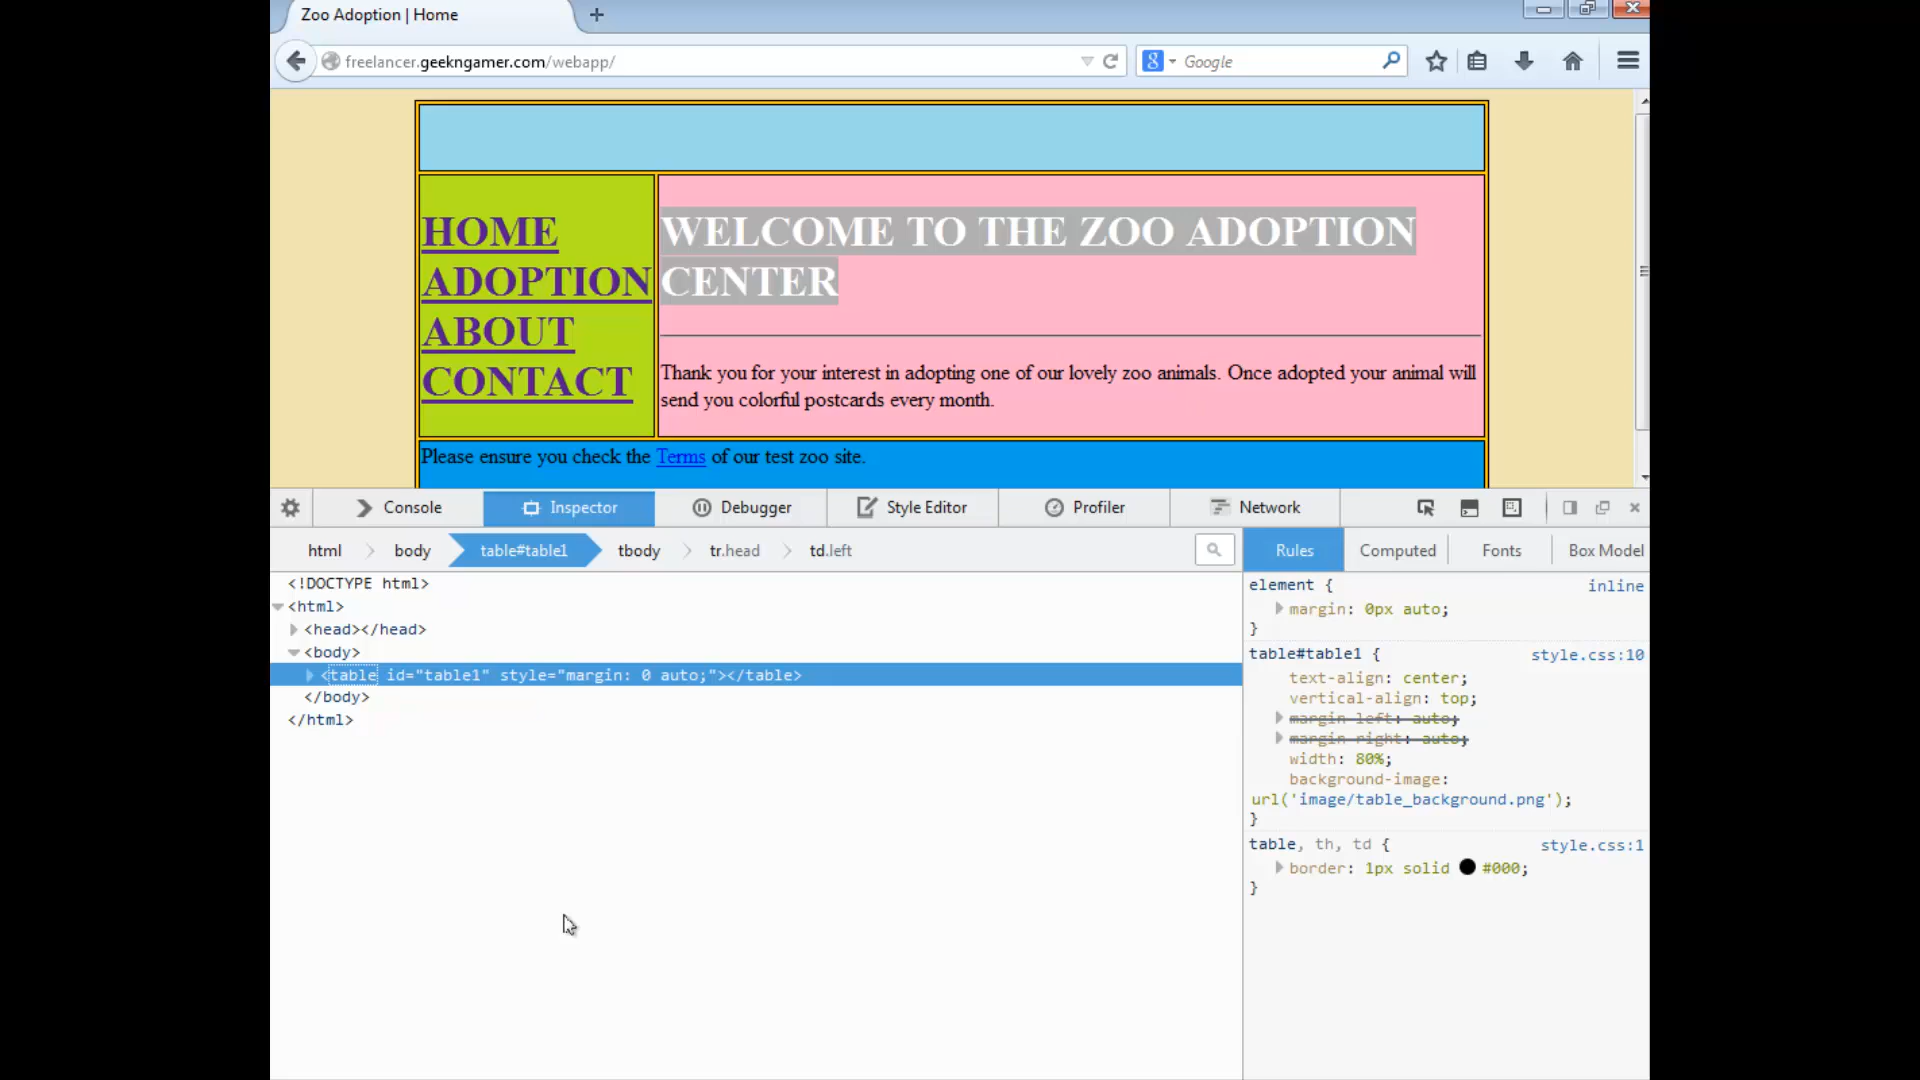 Zoo Adoption | Home
freelancer.geekngamer.com/webapp/
Google
HOME
ADOPTION
ABOUT
CONTACT
WELCOME TO THE ZOO ADOPTION
CENTER
Thank you for your interest in adopting one of our lovely zoo animals. Once adopted your animal will
send you colorful postcards every month.
Please ensure you check the Terms of our test zoo site.
Console
Inspector
Debugger
Style Editor
Profiler
Network
html
body
table#table1
tbody
tr.head
td.left
Rules
Computed
Fonts
Box Model
<!DOCTYPE html>
<html>
<head></head>
<body>
<table id="table1" style="margin: 0 auto;"></table>
</body>
</html>
element {
inline
margin: 0px auto;
}
table#table1 {
style.css:10
text-align: center;
vertical-align: top;
margin-left: auto;
margin-right: auto;
width: 80%;
background-image:
url('image/table_background.png');
}
table, th, td {
style.css:1
border: 1px solid #000;
}